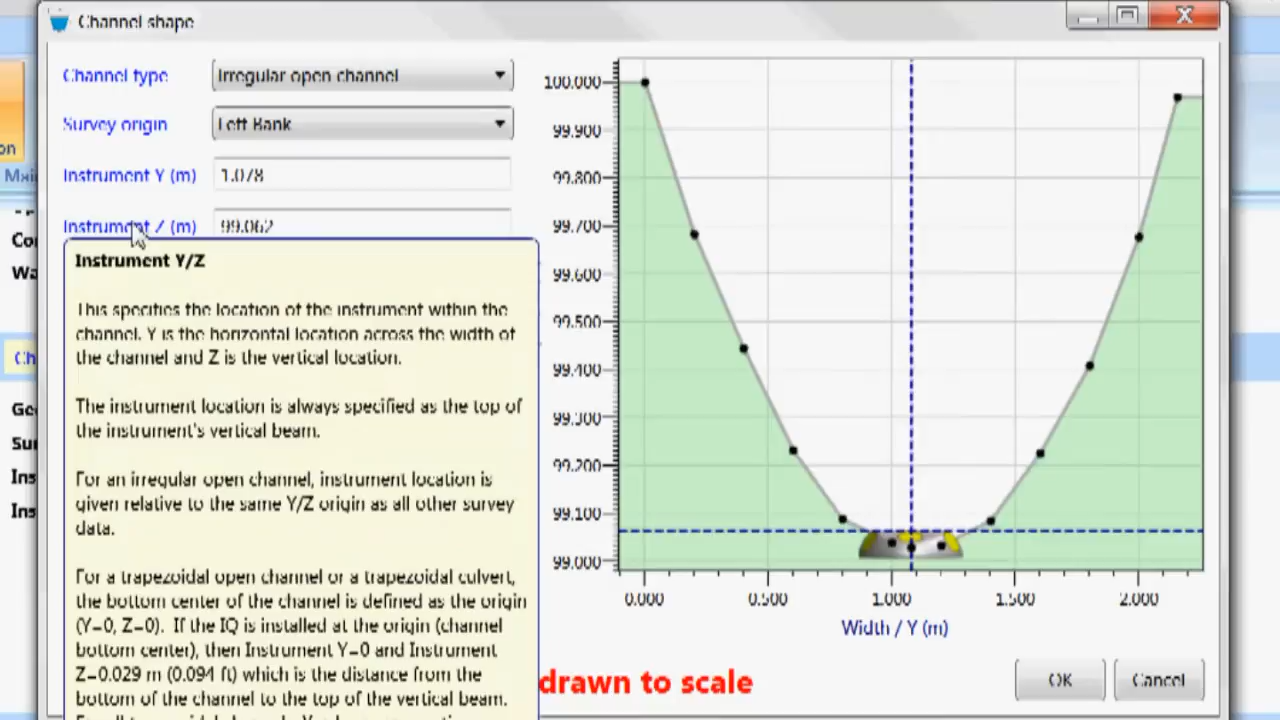 Channel shape
Channel type
Irregular open channel
Survey origin
Left Bank
Instrument Y (m)
1.078
Instrument Z (m)
99.062
Instrument Y/Z
This specifies the location of the instrument within the
channel. Y is the horizontal location across the width of
the channel and Z is the vertical location.
The instrument location is always specified as the top of
the instrument's vertical beam.
For an irregular open channel, instrument location is
given relative to the same Y/Z origin as all other survey
data.
For a trapezoidal open channel or a trapezoidal culvert,
the bottom center of the channel is defined as the origin
(Y=0, Z=0). If the IQ is installed at the origin (channel
bottom center), then Instrument Y=0 and Instrument
Z=0.029 m (0.094 ft) which is the distance from the
bottom of the channel to the top of the vertical beam.
100.000
99.900
99.800
99.700
99.600
99.500
99.400
99.300
99.200
99.100
99.000
0.000
0.500
1.000
1.500
2.000
Width / Y (m)
drawn to scale
OK
Cancel